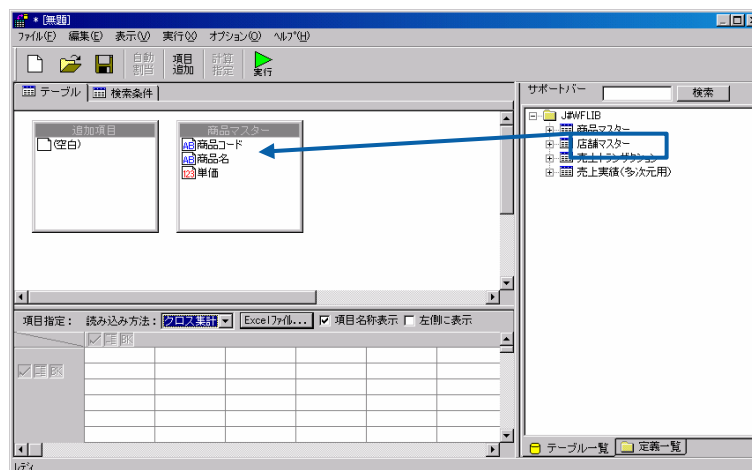 * [無題]
ファイル(F) 編集(E) 表示(V) 実行(X) オプション(O) ヘルプ(H)
自動割当 項目追加 計算指定 実行
テーブル 検索条件
追加項目
(空白)
商品マスター
商品コード
商品名
単価
サポートバー 検索
J#WFLIB
商品マスター
店舗マスター
売上トランザクション
売上実績(多次元用)
項目指定: 読み込み方法: クロス集計 Excelファイル... 項目名称表示 左側に表示
テーブル一覧 定義一覧
レディ